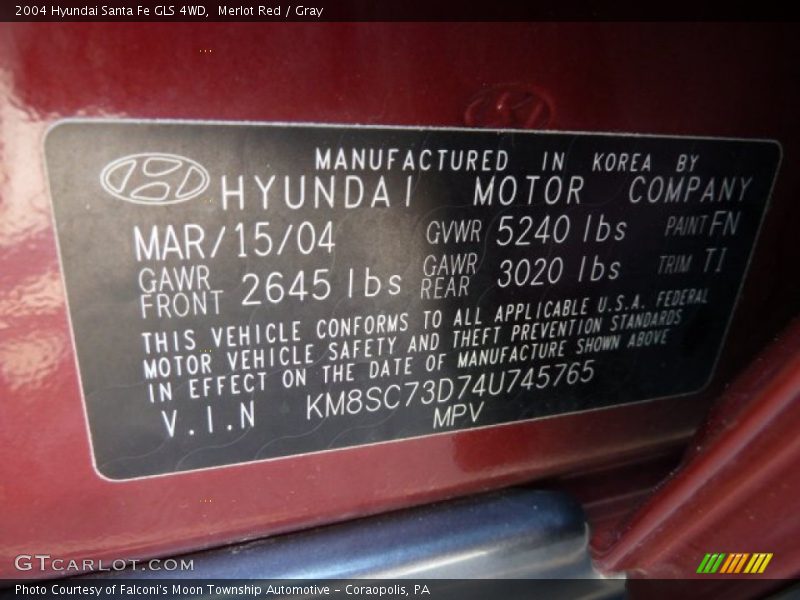 2004 Hyundai Santa Fe GLS 4WD, Merlot Red / Gray
MANUFACTURED IN KOREA BY
HYUNDAI MOTOR COMPANY
MAR/15/04 GVWR 5240 lbs PAINT FN
GAWR FRONT 2645 lbs GAWR REAR 3020 lbs TRIM TI
THIS VEHICLE CONFORMS TO ALL APPLICABLE U.S.A. FEDERAL
MOTOR VEHICLE SAFETY AND THEFT PREVENTION STANDARDS
IN EFFECT ON THE DATE OF MANUFACTURE SHOWN ABOVE
V.I.N KM8SC73D74U745765
MPV
GTCARLOT.COM
Photo Courtesy of Falconi's Moon Township Automotive - Coraopolis, PA